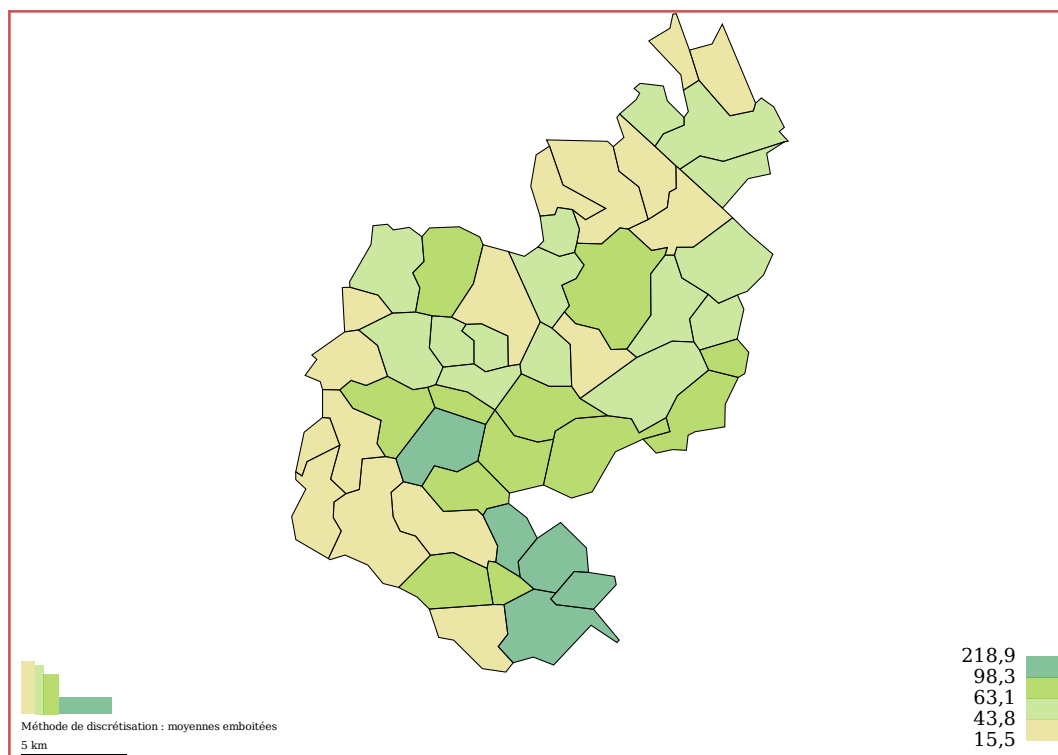 218,9
98,3
63,1
43,8
15,5
Méthode de discrétisation : moyennes emboitées
5 km